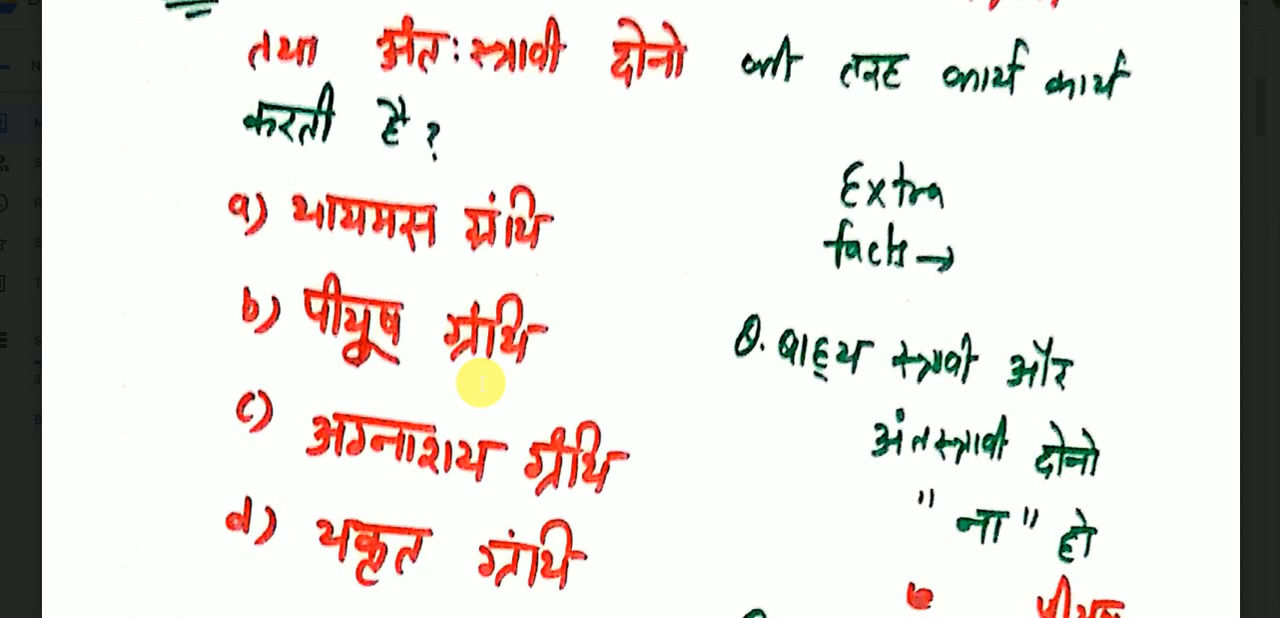 तथा अंतः स्त्रावी दोनो की तरह कार्य कार्य
करती है?
a) थायमस ग्रंथि
b) पीयूष ग्रंथि
c) अग्नाशय ग्रंथि
d) यकृत ग्रंथि
Extra
facts →
Q. बाह्य स्त्रावी और
अंतस्त्रावी दोनो
"ना" हो